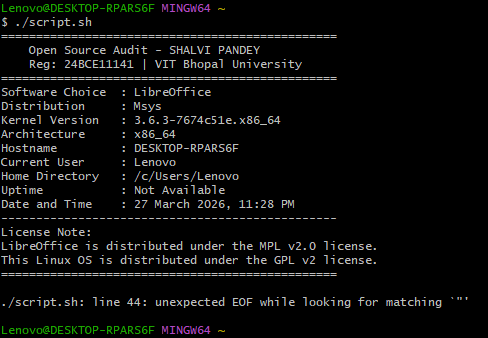 Lenovo@DESKTOP-RPARS6F MINGW64 ~
$ ./script.sh
================================================
    Open Source Audit - SHALVI PANDEY
    Reg: 24BCE11141 | VIT Bhopal University
================================================
Software Choice  : LibreOffice
Distribution     : Msys
Kernel Version   : 3.6.3-7674c51e.x86_64
Architecture     : x86_64
Hostname         : DESKTOP-RPARS6F
Current User     : Lenovo
Home Directory   : /c/Users/Lenovo
Uptime           : Not Available
Date and Time    : 27 March 2026, 11:28 PM
------------------------------------------------
License Note:
LibreOffice is distributed under the MPL v2.0 license.
This Linux OS is distributed under the GPL v2 license.
================================================
./script.sh: line 44: unexpected EOF while looking for matching `"'
Lenovo@DESKTOP-RPARS6F MINGW64 ~